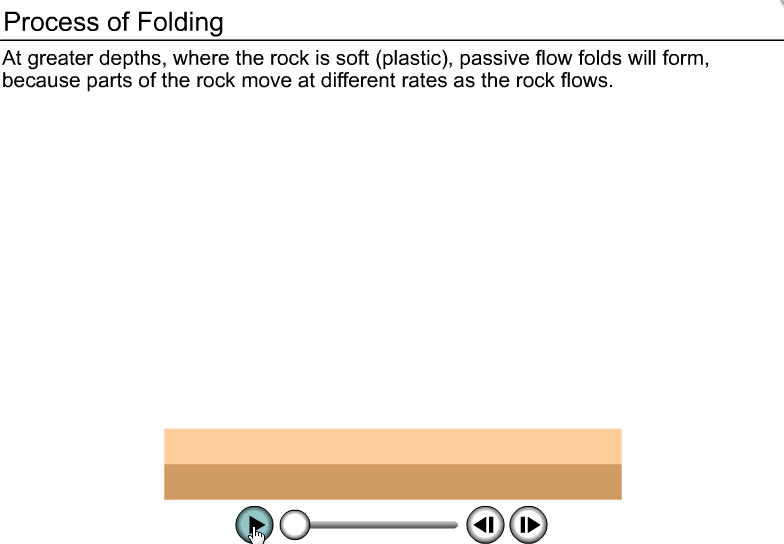 Process of Folding
At greater depths, where the rock is soft (plastic), passive flow folds will form,
because parts of the rock move at different rates as the rock flows.